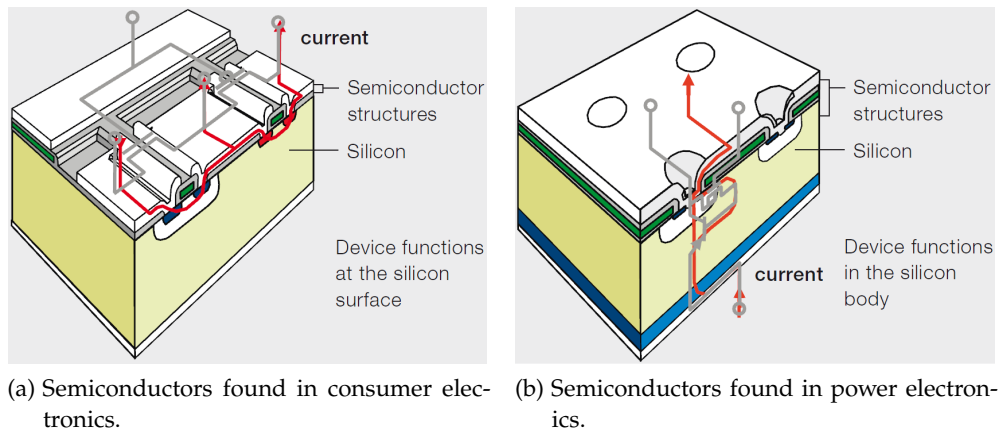 current
Semiconductor
structures
Silicon
Device functions
at the silicon
surface
(a) Semiconductors found in consumer elec-
tronics.
Semiconductor
structures
Silicon
Device functions
in the silicon
body
current
(b) Semiconductors found in power electron-
ics.